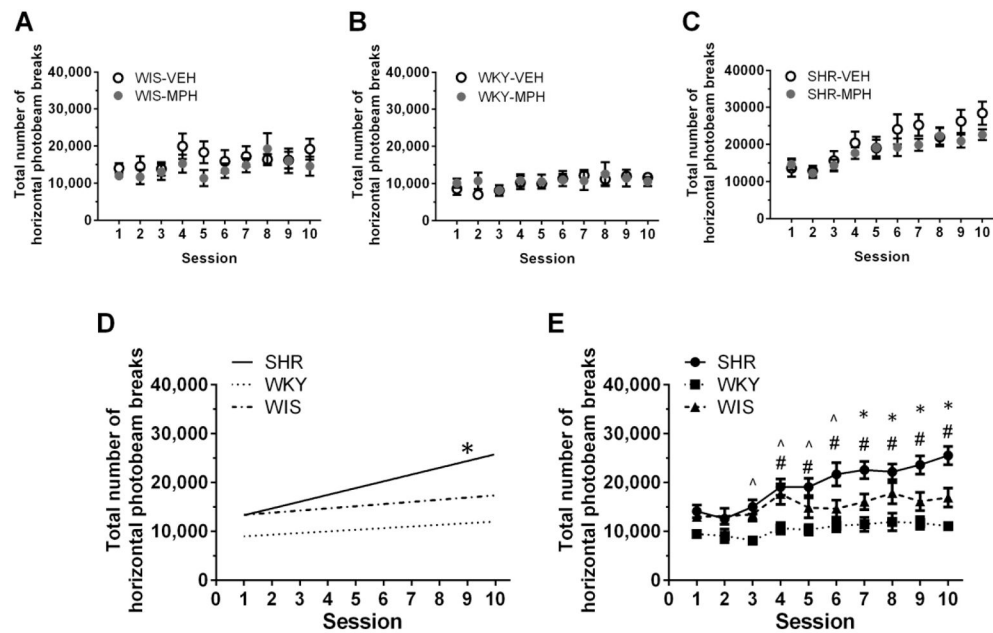 A
Total number of
horizontal photobeam breaks
40,000
30,000
20,000
10,000
0
WIS-VEH
WIS-MPH
1 2 3 4 5 6 7 8 9 10
Session
B
Total number of
horizontal photobeam breaks
40,000
30,000
20,000
10,000
0
WKY-VEH
WKY-MPH
1 2 3 4 5 6 7 8 9 10
Session
C
Total number of
horizontal photobeam breaks
40000
30000
20000
10000
0
SHR-VEH
SHR-MPH
1 2 3 4 5 6 7 8 9 10
Session
D
Total number of
horizontal photobeam breaks
SHR
WKY
WIS
40,000
30,000
20,000
10,000
0
*
0 1 2 3 4 5 6 7 8 9 10
Session
E
Total number of
horizontal photobeam breaks
SHR
WKY
WIS
40,000
30,000
20,000
10,000
0
^ * * * *
^ ^ # # # # #
^ # #
0 1 2 3 4 5 6 7 8 9 10
Session